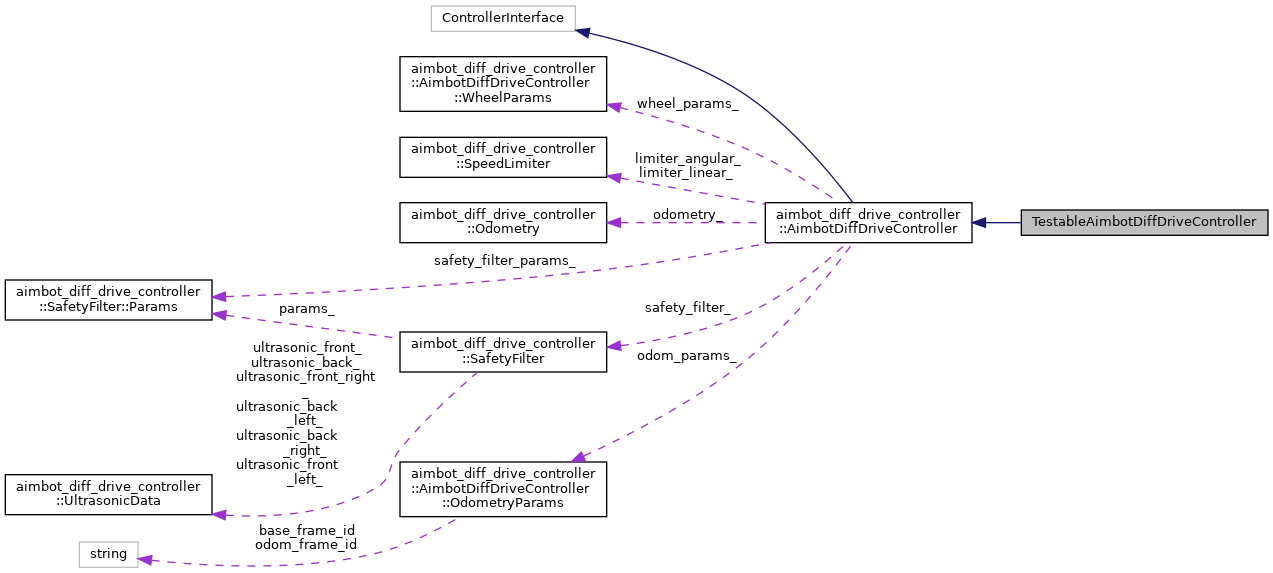 ControllerInterface
aimbot_diff_drive_controller
::AimbotDiffDriveController
::WheelParams
wheel_params_
aimbot_diff_drive_controller
::SpeedLimiter
limiter_angular_
limiter_linear_
aimbot_diff_drive_controller
::Odometry
odometry_
aimbot_diff_drive_controller
::AimbotDiffDriveController
TestableAimbotDiffDriveController
safety_filter_params_
aimbot_diff_drive_controller
::SafetyFilter::Params
params_
safety_filter_
aimbot_diff_drive_controller
::SafetyFilter
odom_params_
ultrasonic_front_
ultrasonic_back_
ultrasonic_front_right
_
ultrasonic_back
_left_
ultrasonic_back
_right_
ultrasonic_front
_left_
aimbot_diff_drive_controller
::UltrasonicData
aimbot_diff_drive_controller
::AimbotDiffDriveController
::OdometryParams
base_frame_id
odom_frame_id
string